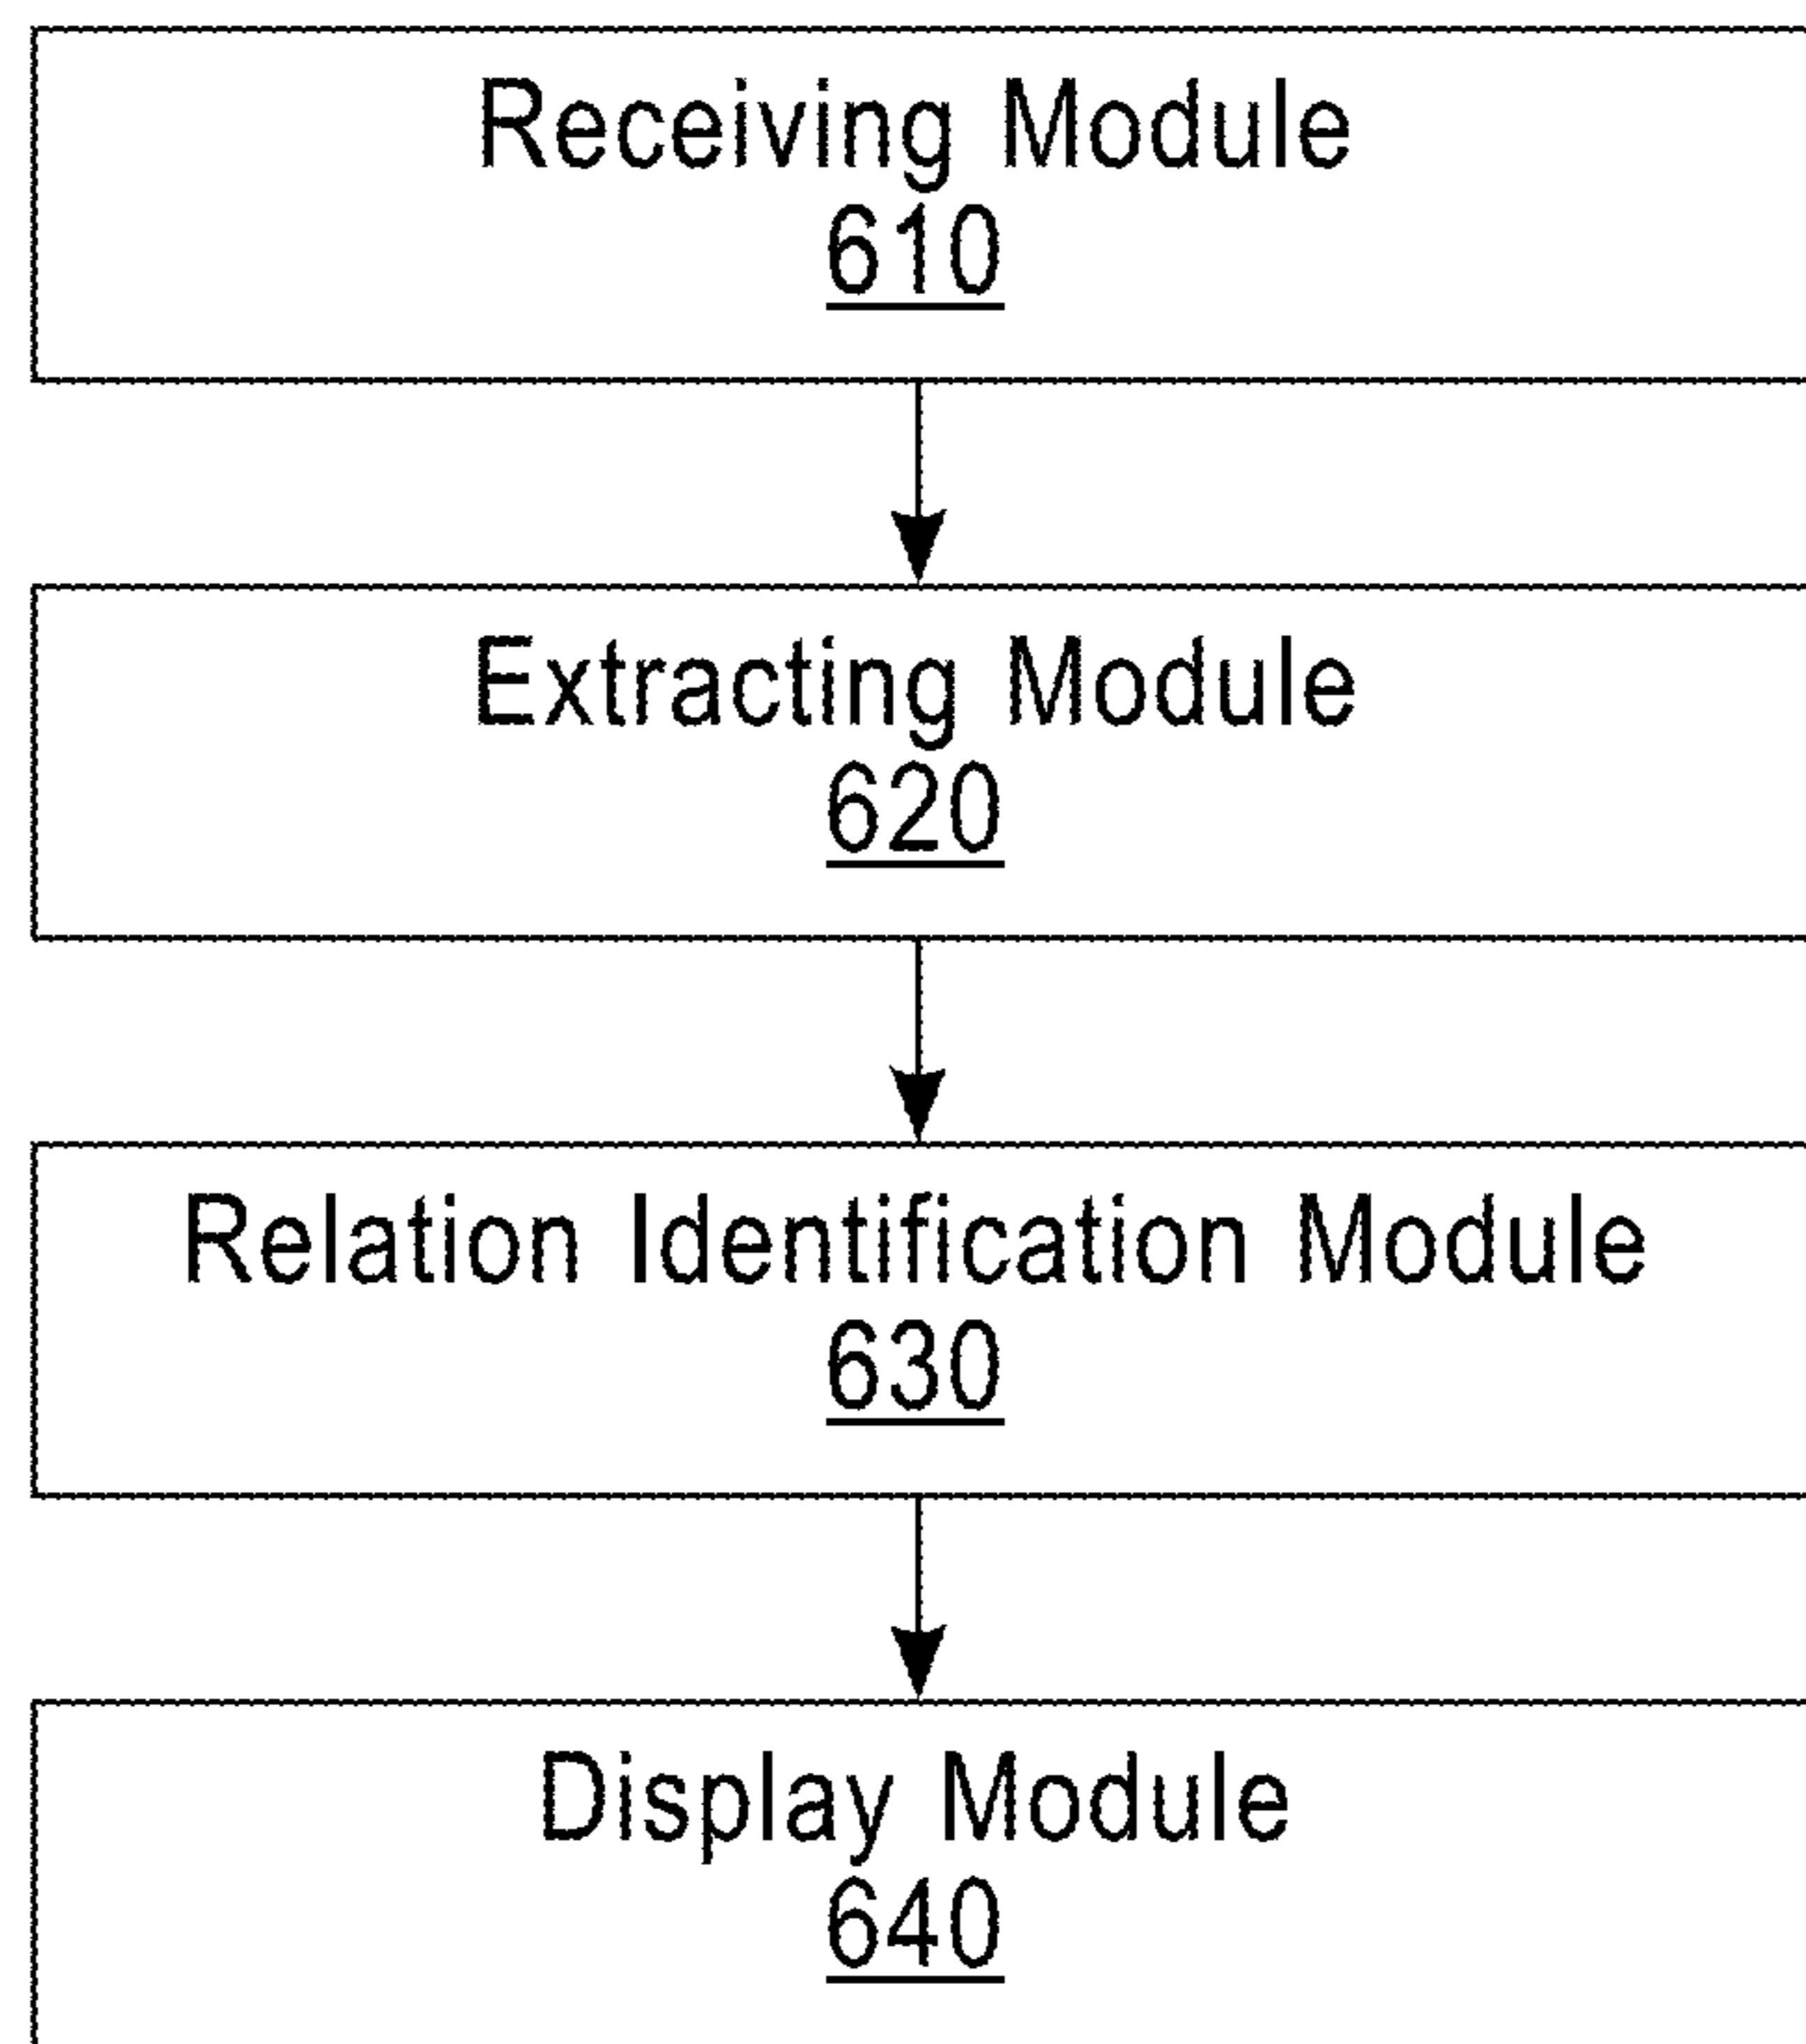 Receiving Module
610
Extracting Module
620
Relation Identification Module
630
Display Module
640